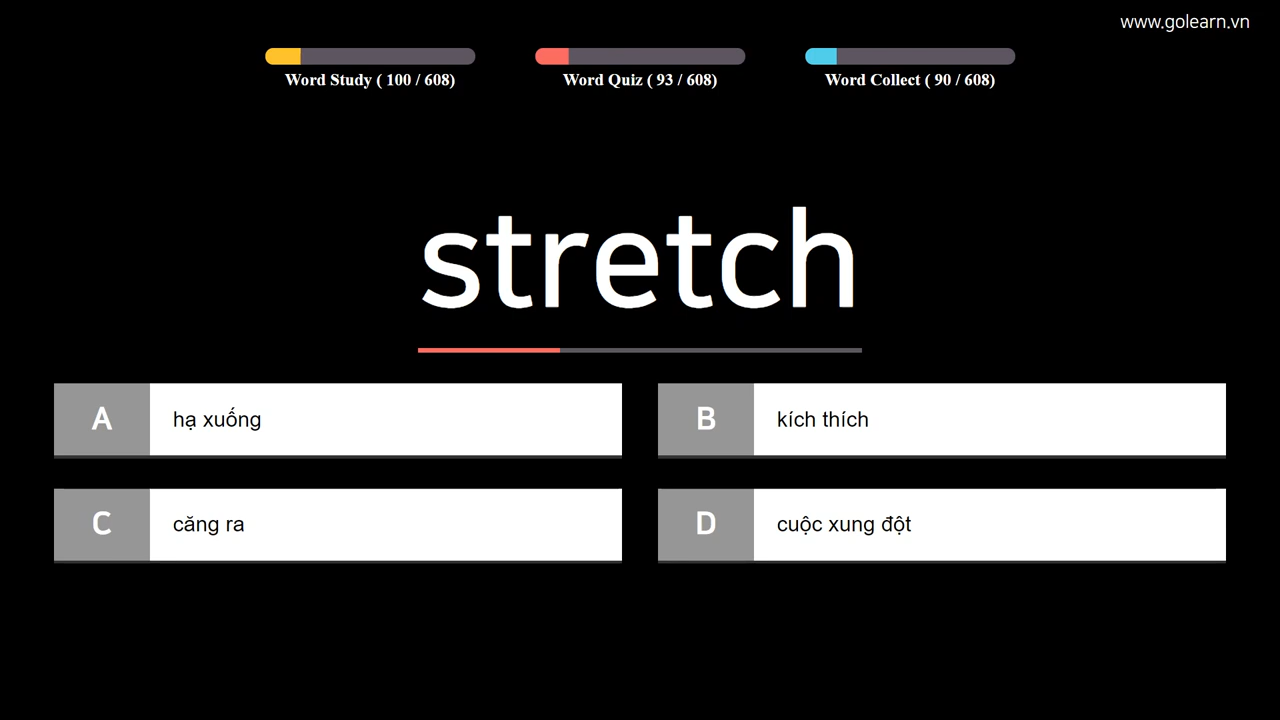 www.golearn.vn
Word Study ( 100 / 608)
Word Quiz ( 93 / 608)
Word Collect ( 90 / 608)
stretch
A hạ xuống
B kích thích
C căng ra
D cuộc xung đột